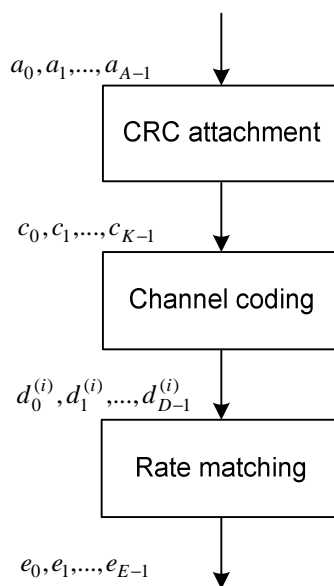 a_0, a_1, ..., a_{A-1}
CRC attachment
c_0, c_1, ..., c_{K-1}
Channel coding
d_0^{(i)}, d_1^{(i)}, ..., d_{D-1}^{(i)}
Rate matching
e_0, e_1, ..., e_{E-1}